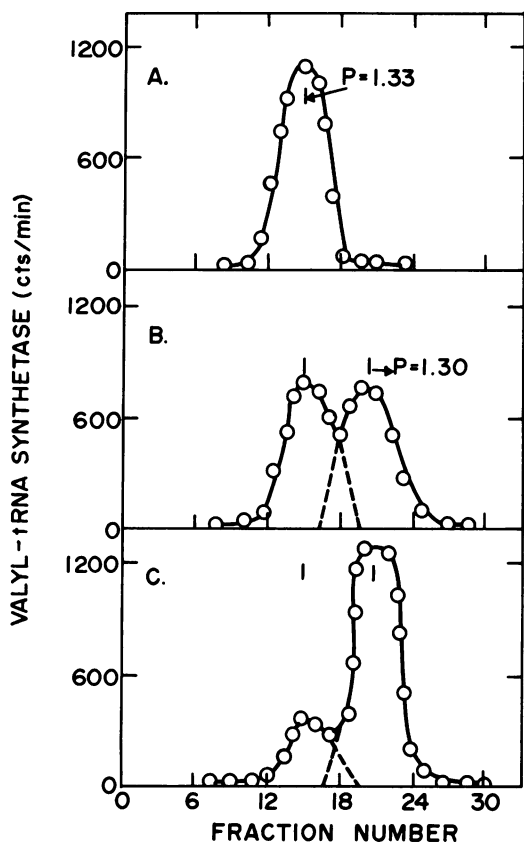 1200
A.
P=1.33
600
0
1200
B.
P=1.30
600
0
1200
C.
600
0
0 6 12 18 24 30
FRACTION NUMBER
VALYL-tRNA SYNTHETASE (cts/min)